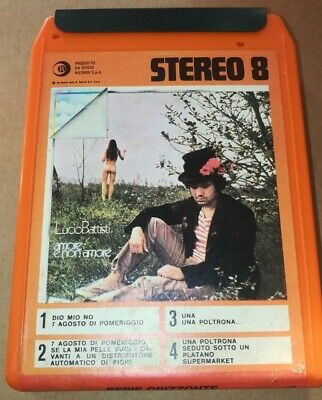 PRODOTTO
DA DISCHI
RICORDI S.p.A.
STEREO 8
Lucio Battisti
amore
e non amore
1 DIO MIO NO
7 AGOSTO DI POMERIGGIO
2 7 AGOSTO DI POMERIGGIO
SE LA MIA PELLE VUOI - DA-
VANTI A UN DISTRIBUTORE
AUTOMATICO DI FIORI
3 UNA
UNA POLTRONA...
4 UNA POLTRONA
SEDUTO SOTTO UN
PLATANO
SUPERMARKET
SERIE ORIZZONTE